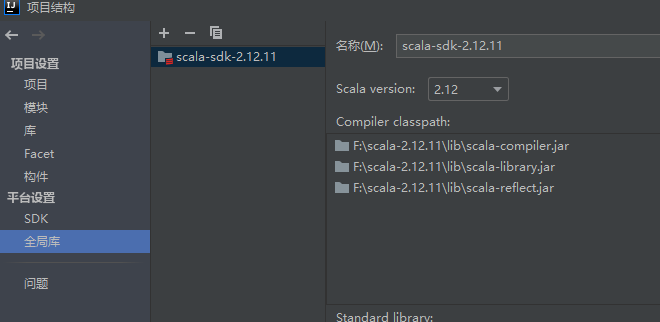 IJ 项目结构
项目设置
项目
模块
库
Facet
构件
平台设置
SDK
全局库
问题
scala-sdk-2.12.11
名称(M): scala-sdk-2.12.11
Scala version: 2.12
Compiler classpath:
F:\scala-2.12.11\lib\scala-compiler.jar
F:\scala-2.12.11\lib\scala-library.jar
F:\scala-2.12.11\lib\scala-reflect.jar
Standard library: